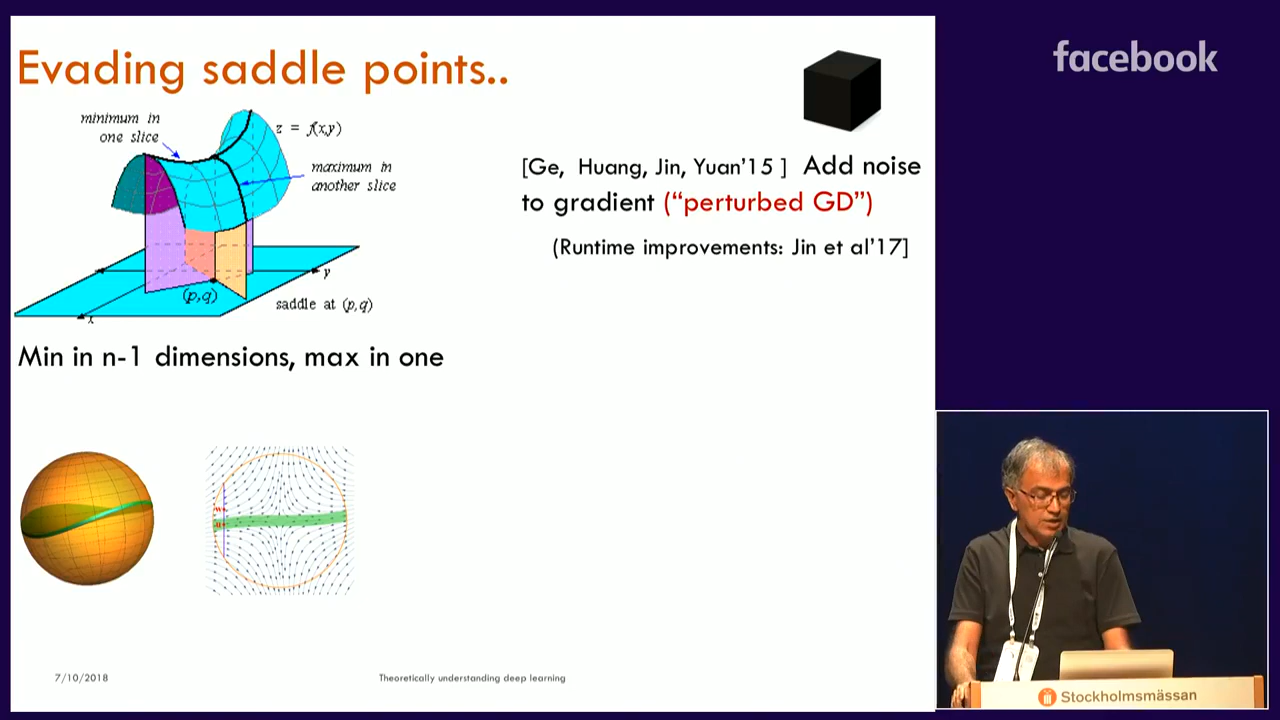 Evading saddle points..
facebook
minimum in
one slice
z = f(x,y)
maximum in
another slice
y
(p,q)
saddle at (p,q)
x
[Ge, Huang, Jin, Yuan’15 ] Add noise
to gradient (“perturbed GD”)
(Runtime improvements: Jin et al’17]
Min in n-1 dimensions, max in one
7/10/2018
Theoretically understanding deep learning
Stockholmsmässan